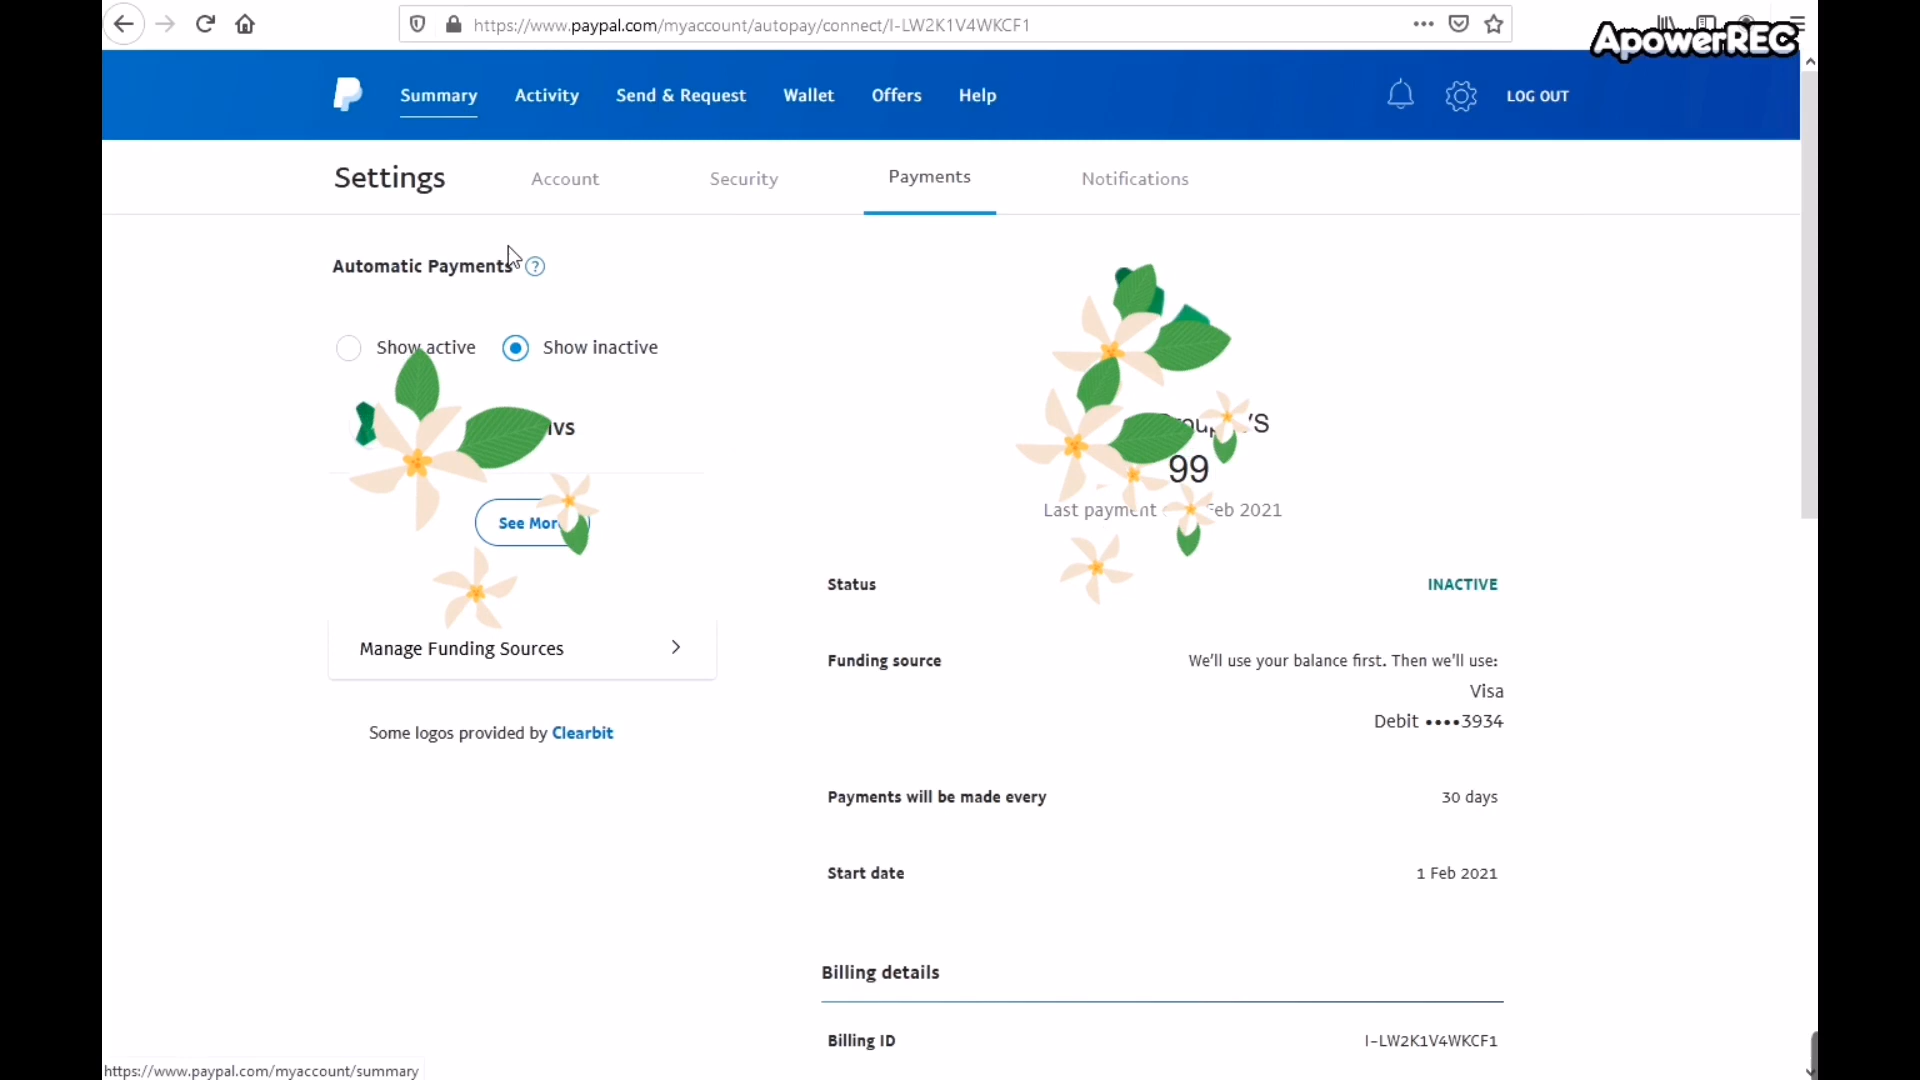 https://www.paypal.com/myaccount/autopay/connect/I-LW2K1V4WKCF1
ApowerREC
Summary Activity Send & Request Wallet Offers Help LOG OUT
Settings Account Security Payments Notifications
Automatic Payments ?
Show active Show inactive
99
Last payment Feb 2021
See More
Status INACTIVE
Manage Funding Sources
Funding source We'll use your balance first. Then we'll use:
Visa
Debit ••••3934
Some logos provided by Clearbit
Payments will be made every 30 days
Start date 1 Feb 2021
Billing details
Billing ID I-LW2K1V4WKCF1
https://www.paypal.com/myaccount/summary